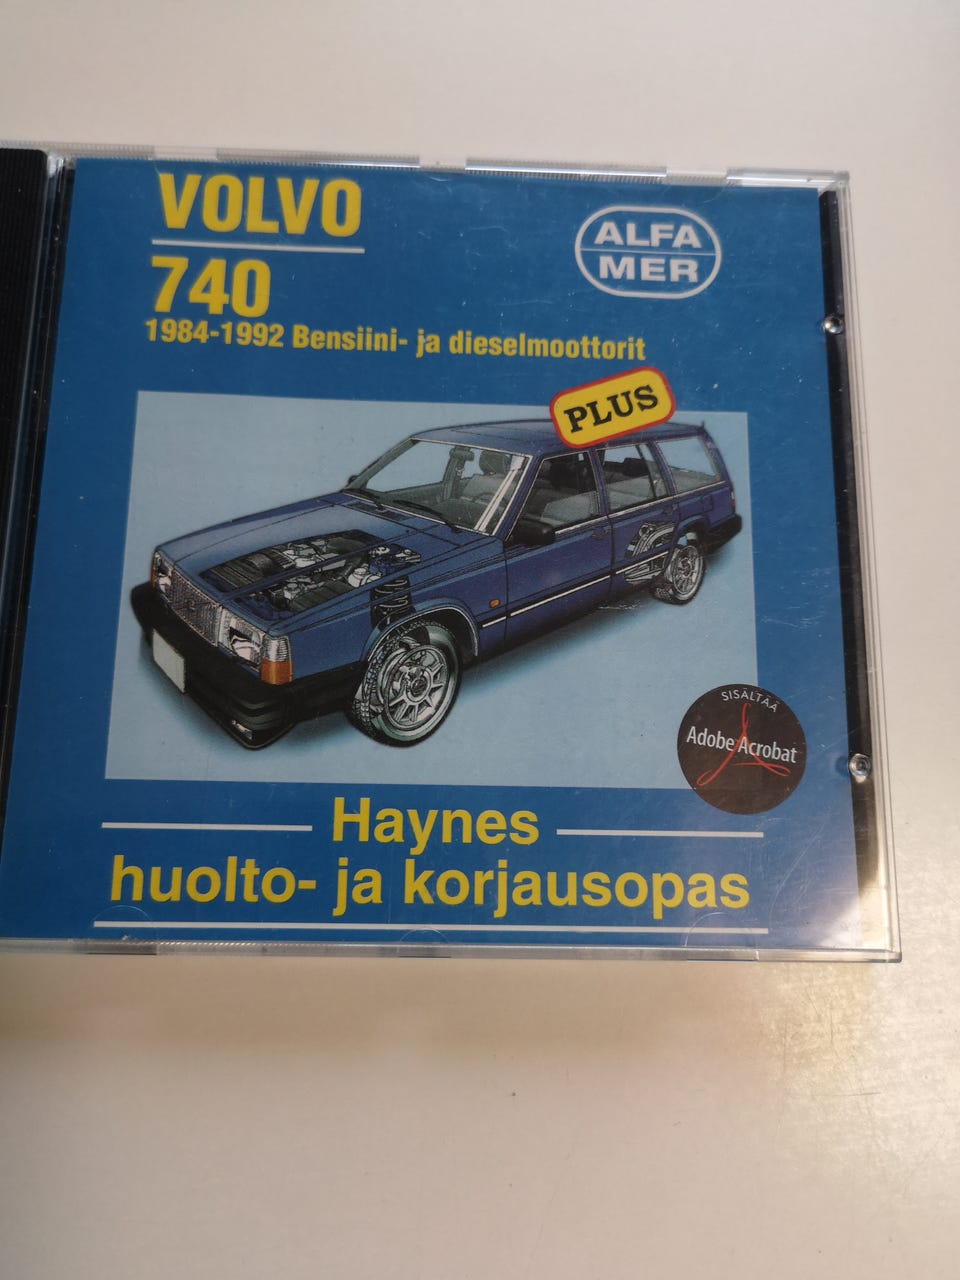 VOLVO
740
1984-1992 Bensiini- ja dieselmoottorit
ALFA
MER
PLUS
SISÄLTÄÄ
Adobe Acrobat
Haynes
huolto- ja korjausopas